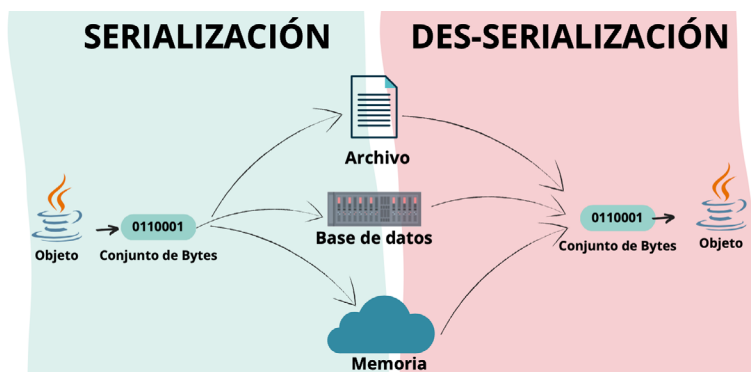 SERIALIZACIÓN
DES-SERIALIZACIÓN
Archivo
0110001
Objeto
Conjunto de Bytes
Base de datos
0110001
Conjunto de Bytes
Objeto
Memoria